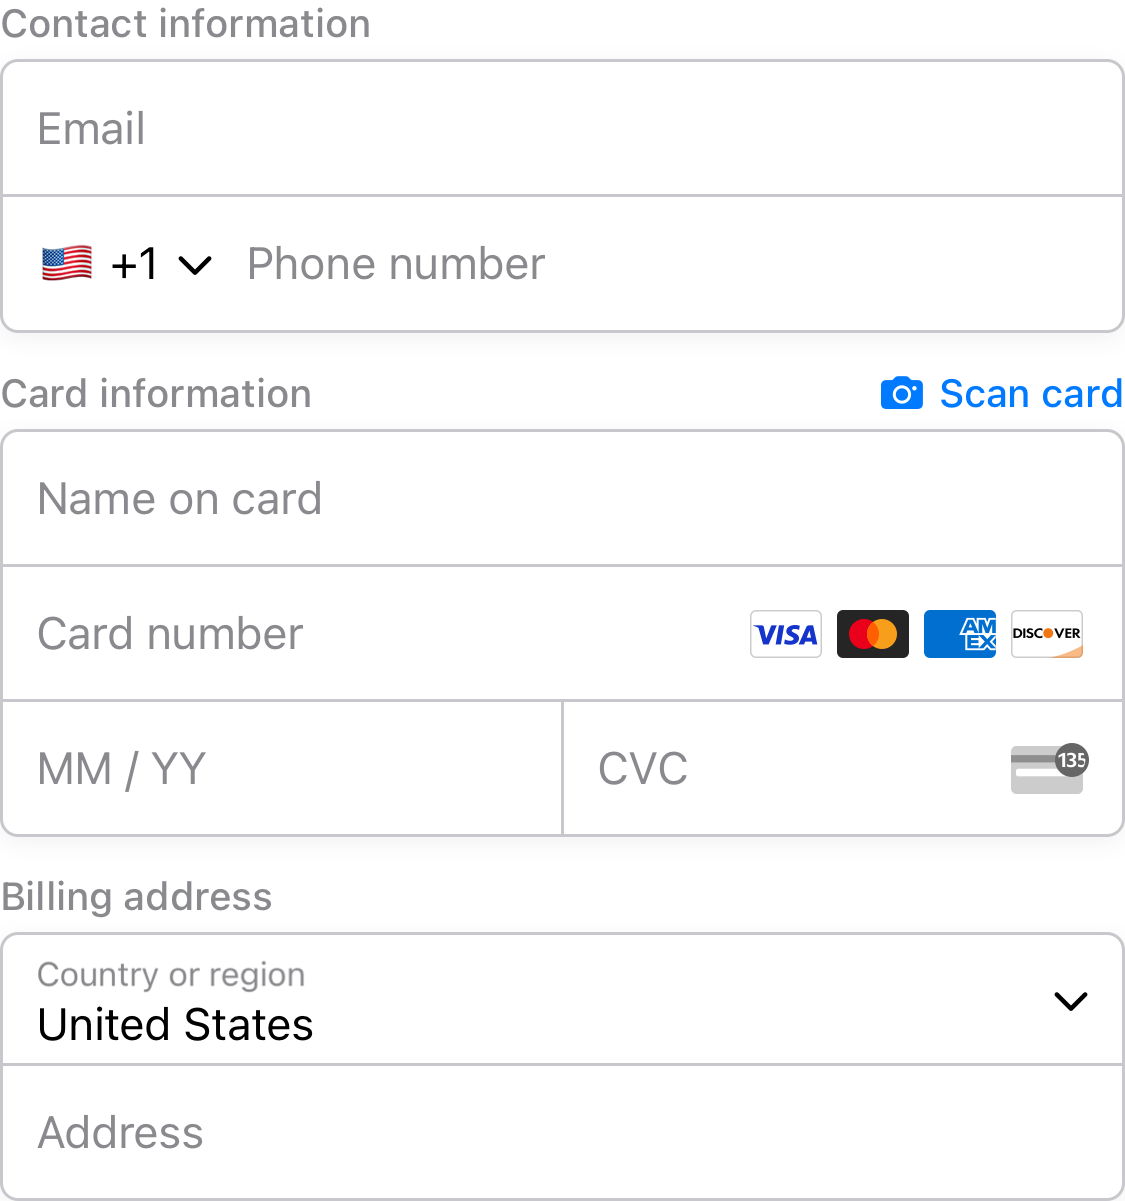 Contact information
Email
+1 Phone number
Card information Scan card
Name on card
Card number VISA AM EX DISCOVER
MM / YY CVC 135
Billing address
Country or region
United States
Address